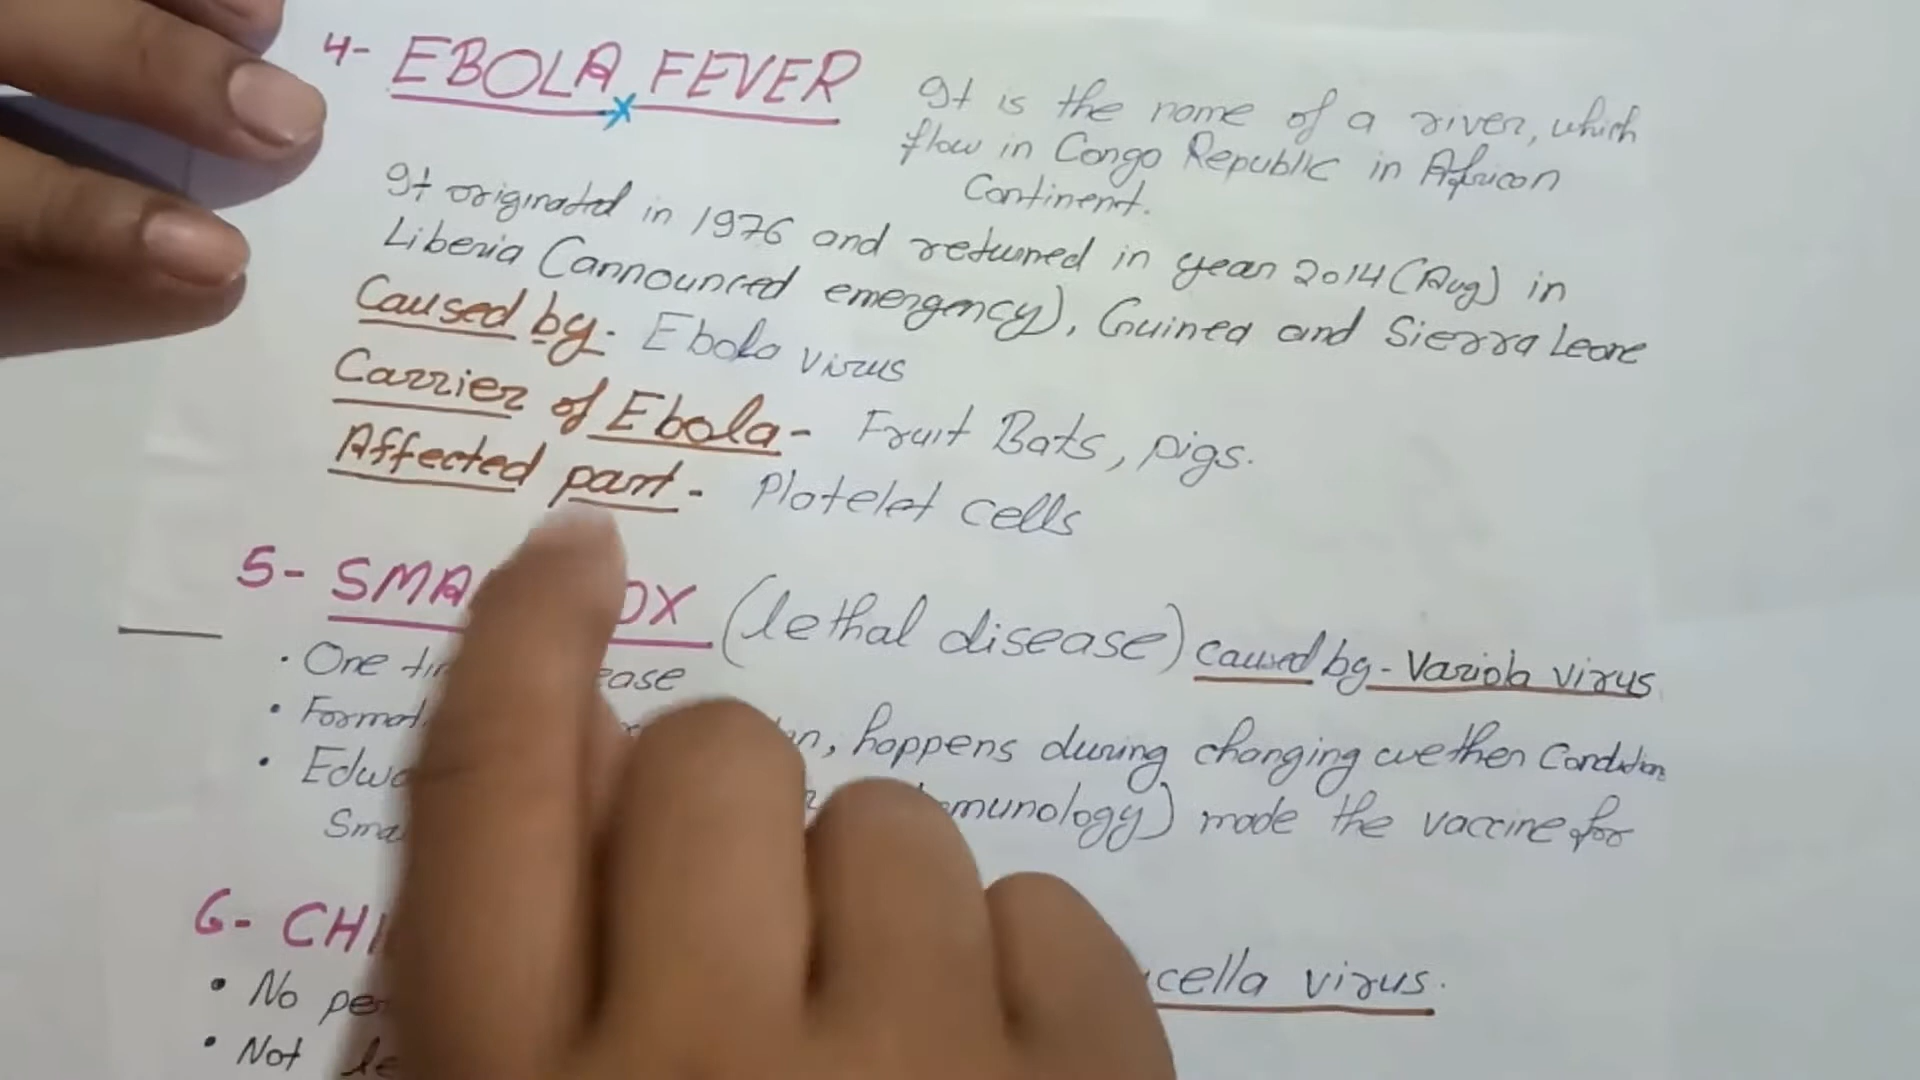 4- EBOLA FEVER
It is the name of a river, which
flow in Congo Republic in African
Continent.
It originated in 1976 and returned in year 2014 (Aug) in
Liberia (announced emergency), Guinea and Sierra Leone
Caused by- Ebola virus
Carrier of Ebola- Fruit Bats, pigs.
Affected part- Platelet cells
5- SMA OX (lethal disease) caused by- Variola virus
• One ease
• 
happens during changing wether Condition
• Edw munology) made the vaccine for
Sma
6- CHI cella virus.
• No pe
• Not le